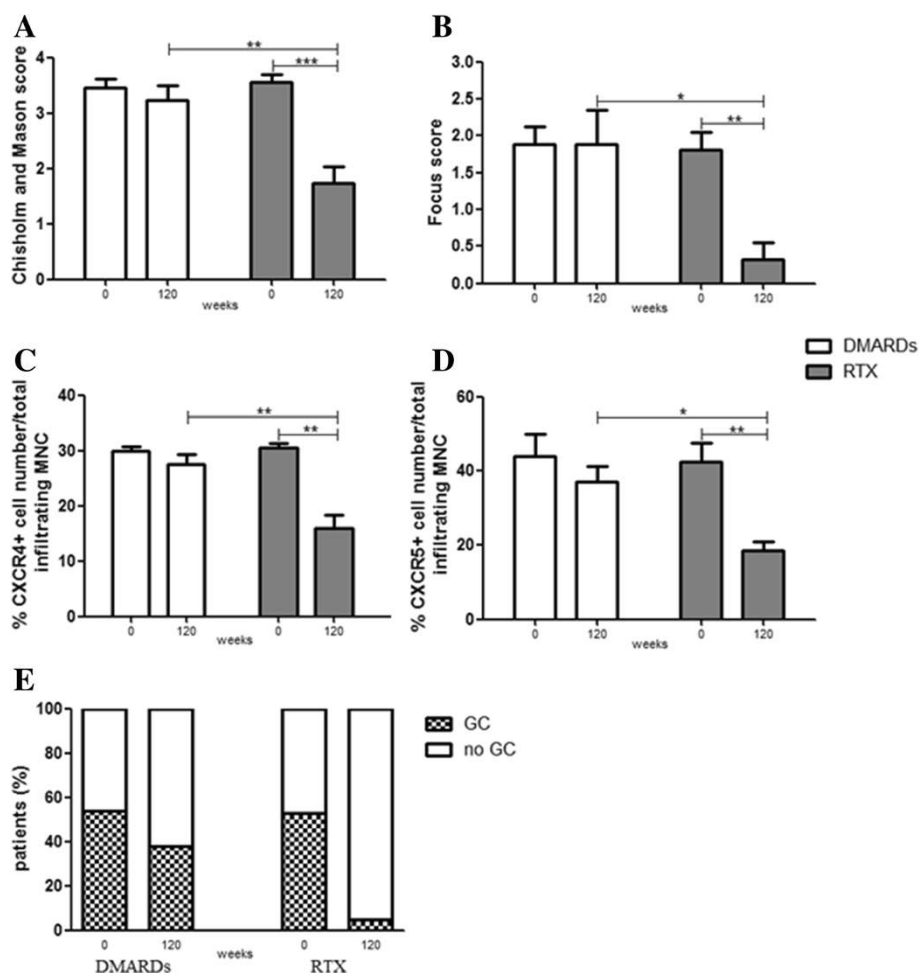 A
Chisholm and Mason score
4
3
2
1
0
**
***
0
120
weeks
0
120
B
Focus score
3.0
2.5
2.0
1.5
1.0
0.5
0.0
*
**
0
120
weeks
0
120
DMARDs
RTX
C
% CXCR4+ cell number/total
infiltrating MNC
40
30
20
10
0
**
**
0
120
weeks
0
120
D
% CXCR5+ cell number/total
infiltrating MNC
60
40
20
0
*
**
0
120
weeks
0
120
E
patients (%)
100
80
60
40
20
0
0
120
weeks
0
120
DMARDs
RTX
GC
no GC